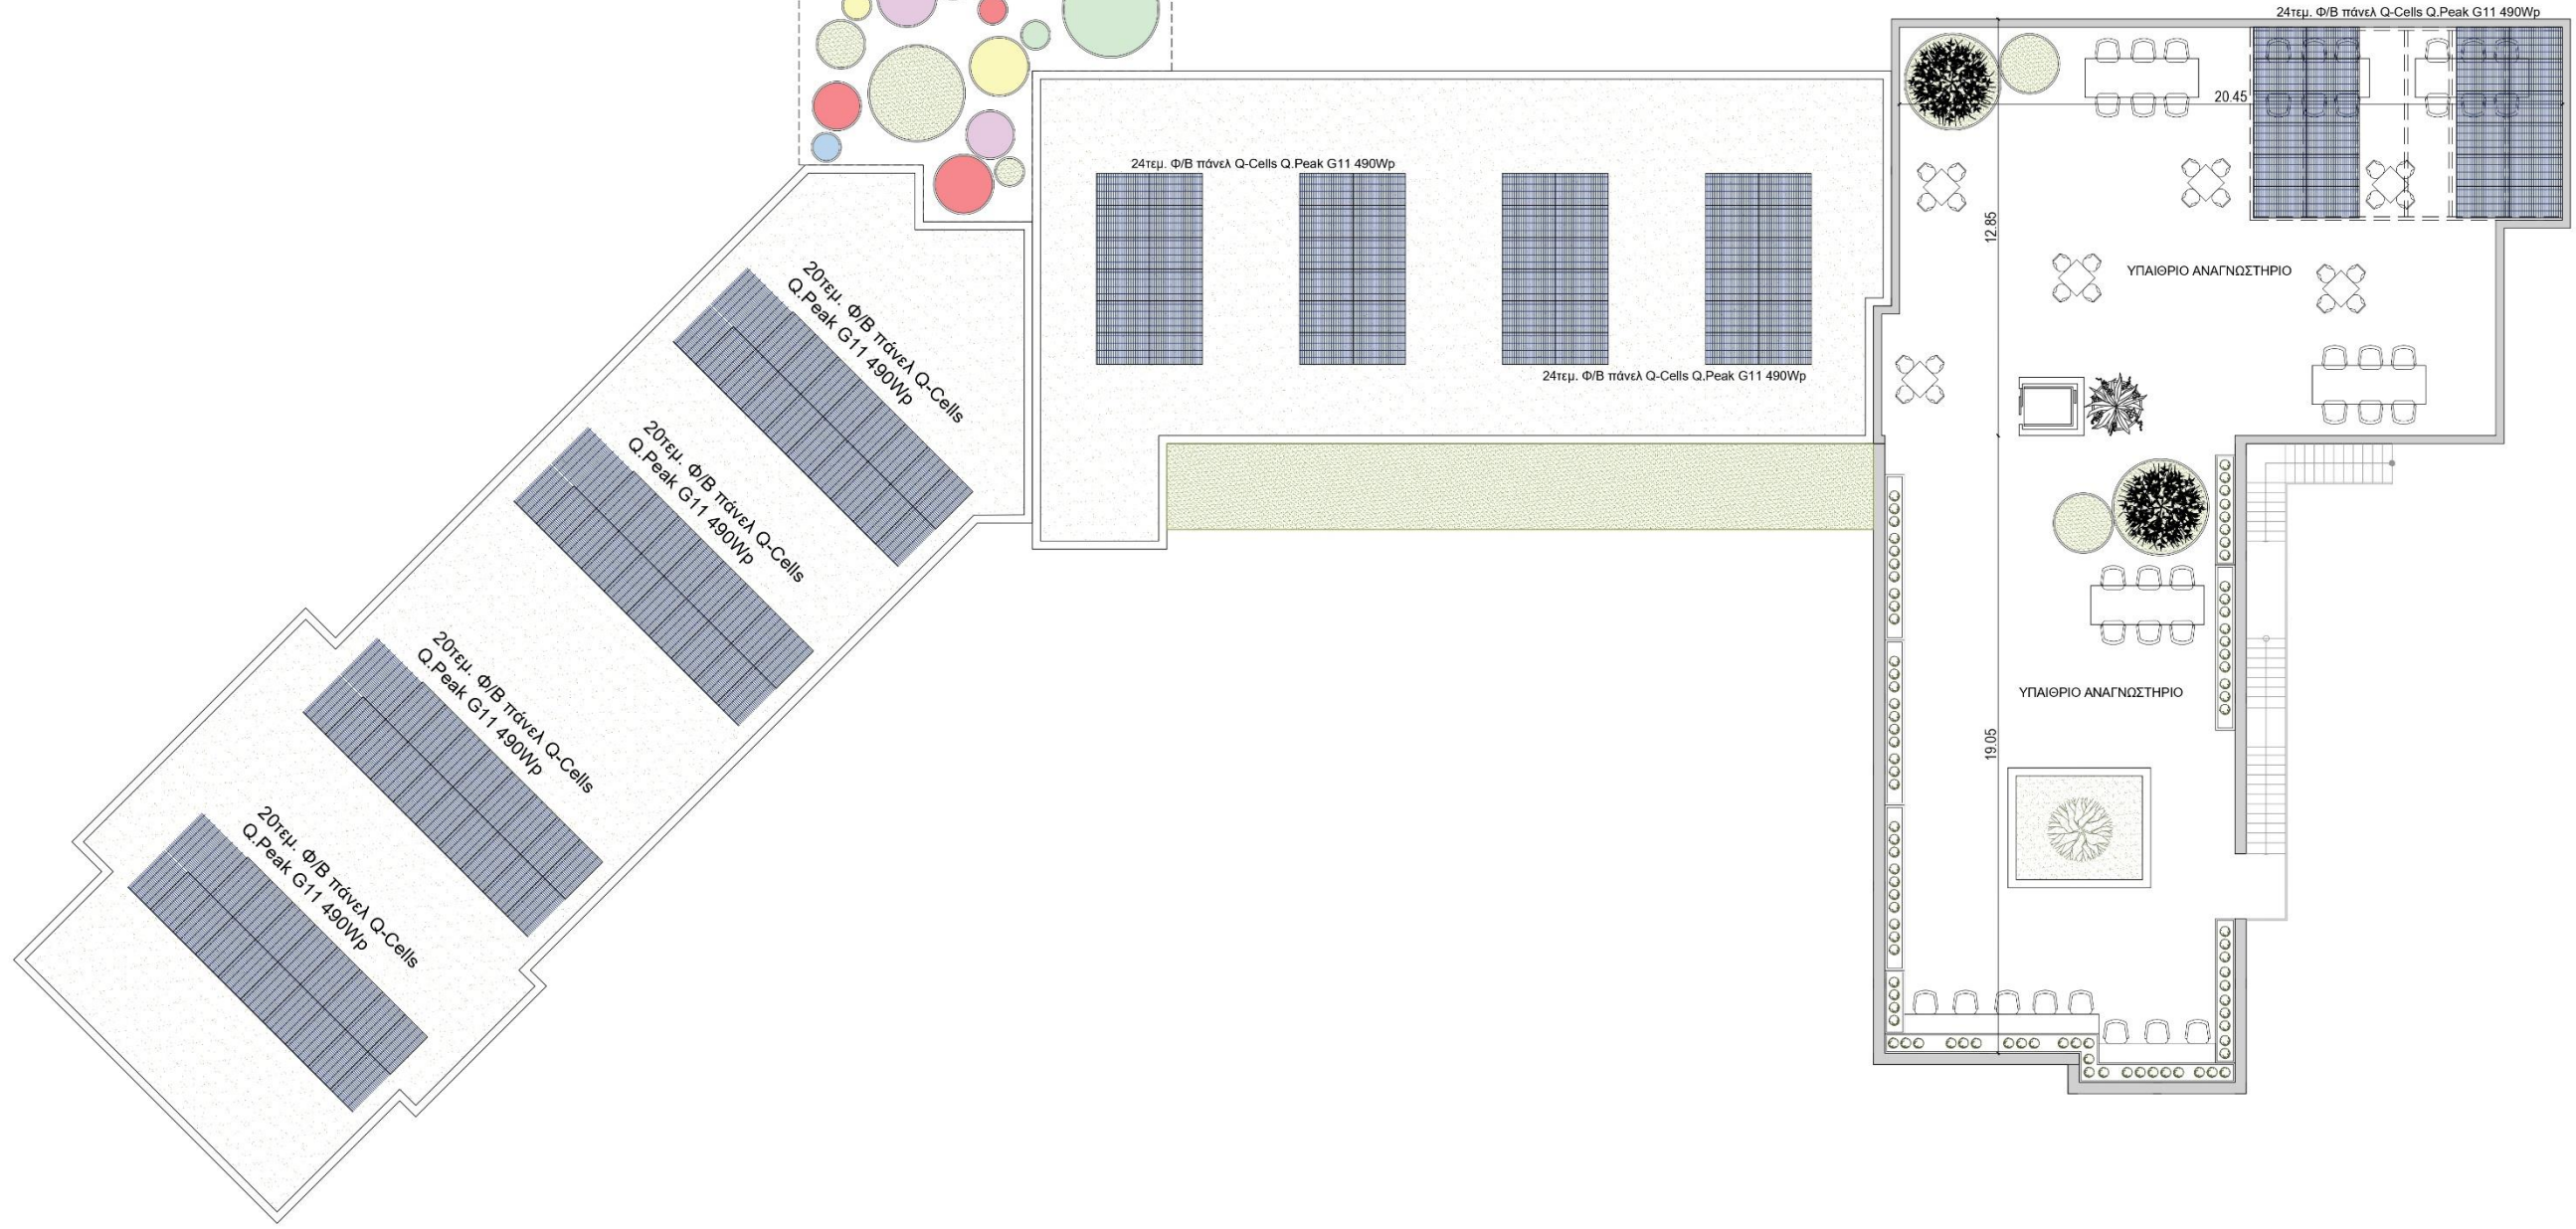 24τεμ. Φ/Β πάνελ Q-Cells Q.Peak G11 490Wp
20.45
24τεμ. Φ/Β πάνελ Q-Cells Q.Peak G11 490Wp
12.85
ΥΠΑΙΘΡΙΟ ΑΝΑΓΝΩΣΤΗΡΙΟ
20τεμ. Φ/Β πάνελ Q-Cells
Q.Peak G11 490Wp
24τεμ. Φ/Β πάνελ Q-Cells Q.Peak G11 490Wp
20τεμ. Φ/Β πάνελ Q-Cells
Q.Peak G11 490Wp
20τεμ. Φ/Β πάνελ Q-Cells
Q.Peak G11 490Wp
ΥΠΑΙΘΡΙΟ ΑΝΑΓΝΩΣΤΗΡΙΟ
19.05
20τεμ. Φ/Β πάνελ Q-Cells
Q.Peak G11 490Wp